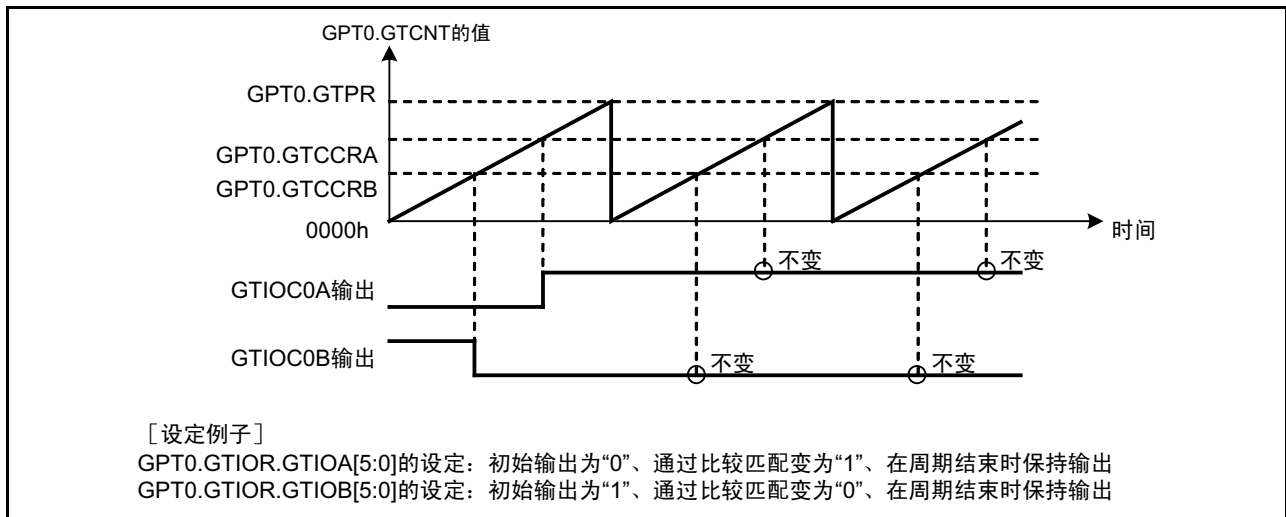 GPT0.GTCNT的值
GPT0.GTPR
GPT0.GTCCRA
GPT0.GTCCRB
0000h
时间
GTIOC0A输出
不变
不变
GTIOC0B输出
不变
不变
［设定例子］
GPT0.GTIOR.GTIOA[5:0]的设定：初始输出为“0”、通过比较匹配变为“1”、在周期结束时保持输出
GPT0.GTIOR.GTIOB[5:0]的设定：初始输出为“1”、通过比较匹配变为“0”、在周期结束时保持输出